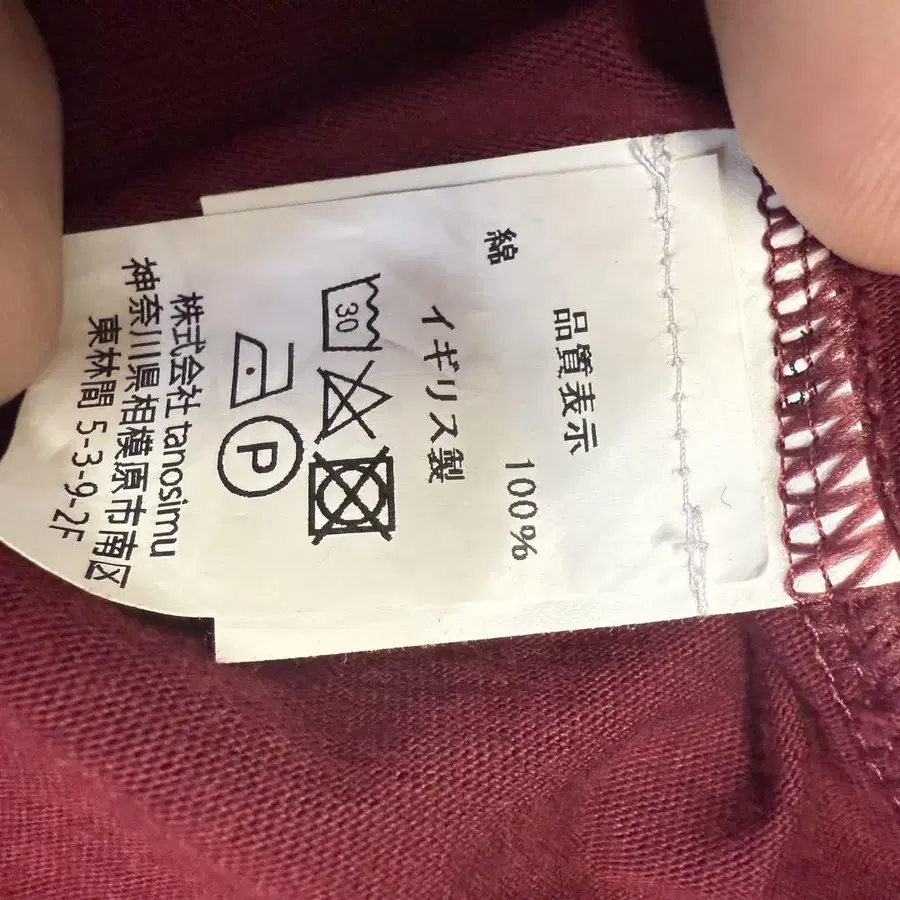 品質表示
綿 100%
イギリス製
30
P
株式会社 tanosimu
神奈川県相模原市南区
東林間 5-3-9-2F